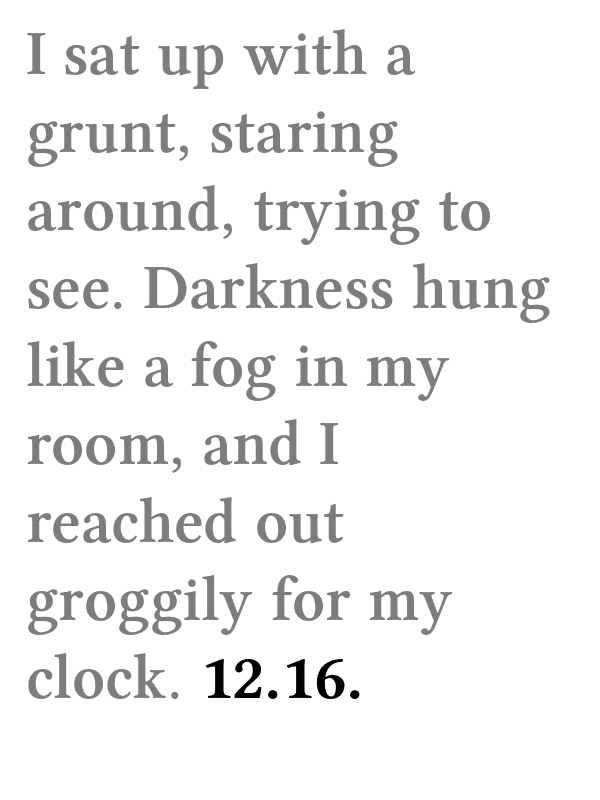 I sat up with a
grunt, staring
around, trying to
see. Darkness hung
like a fog in my
room, and I
reached out
groggily for my
clock. 12.16.